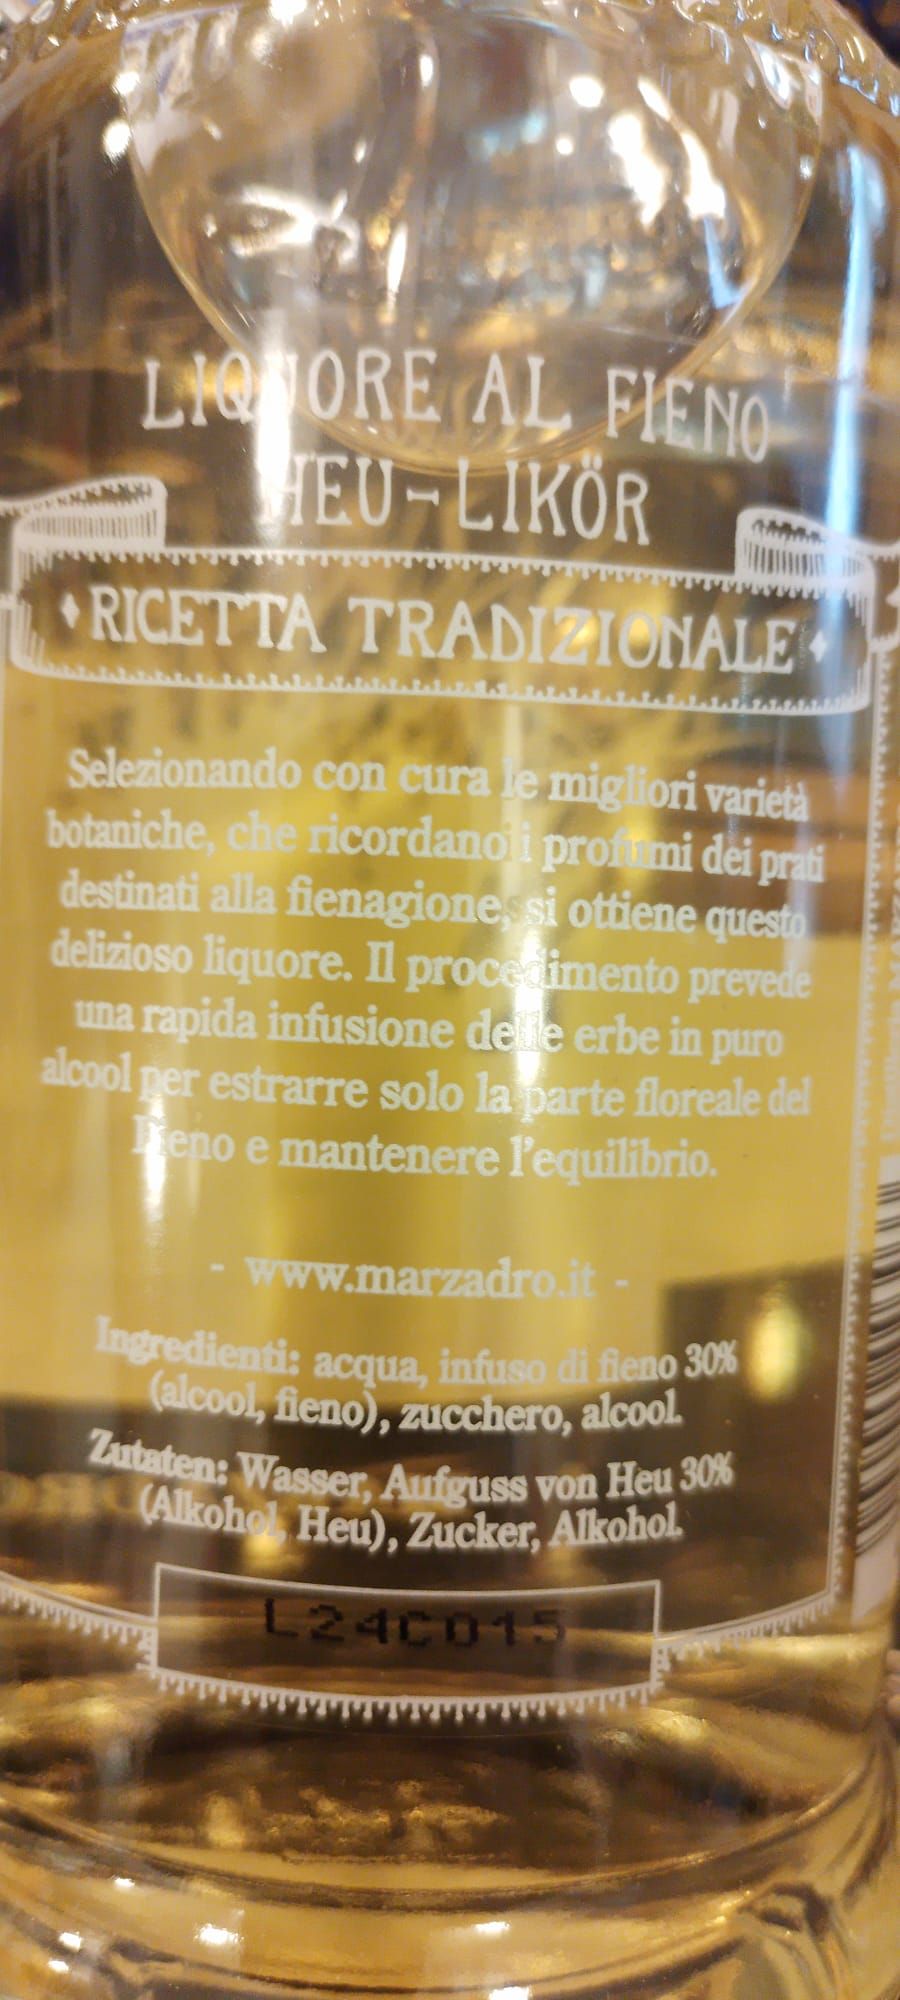 LIQUORE AL FIENO
HEU-LIKÖR
RICETTA TRADIZIONALE
Selezionando con cura le migliori varietà
botaniche, che ricordano i profumi dei prati
destinati alla fienagione, si ottiene questo
delizioso liquore. Il procedimento prevede
una rapida infusione delle erbe in puro
alcool per estrarre solo la parte floreale del
Fieno e mantenere l'equilibrio.
- www.marzadro.it -
Ingredienti: acqua, infuso di fieno 30%
(alcool, fieno), zucchero, alcool.
Zutaten: Wasser, Aufguss von Heu 30%
(Alkohol, Heu), Zucker, Alkohol.
L24C015